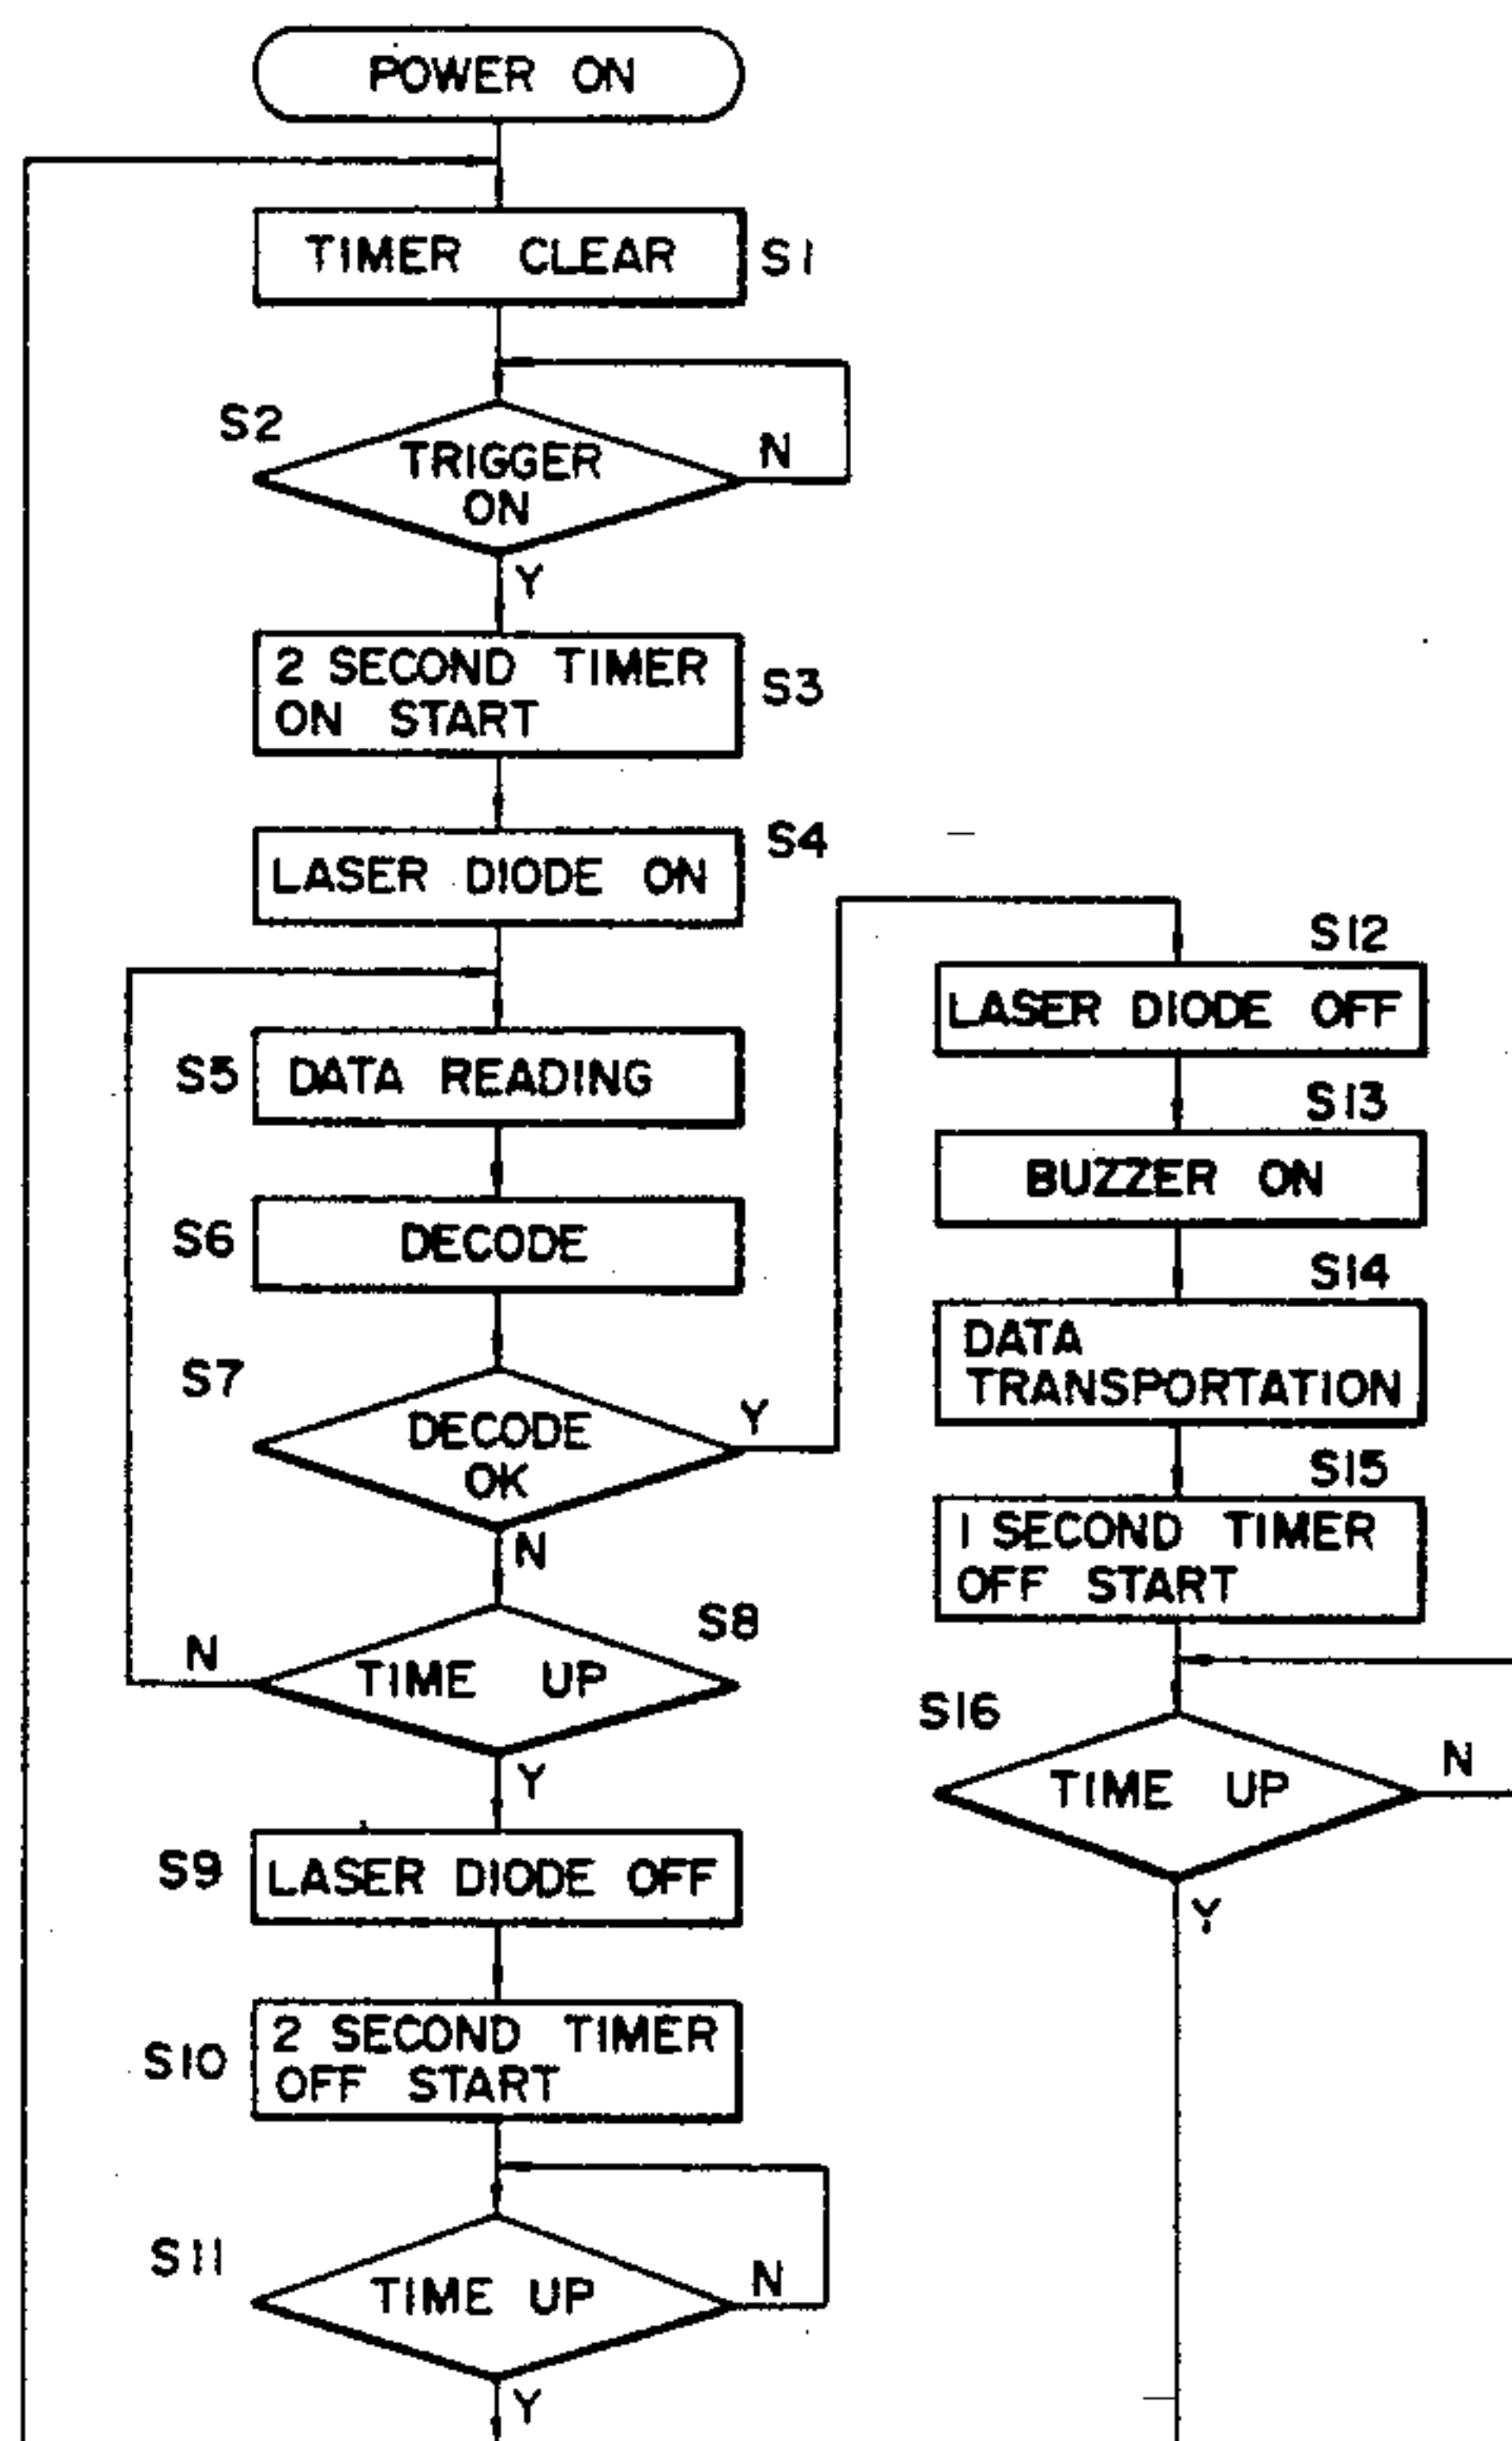 POWER ON
TIMER CLEAR S1
S2
TRIGGER
ON
N
Y
2 SECOND TIMER
ON START
S3
S4
LASER DIODE ON
S5 DATA READING
S6 DECODE
S7
DECODE
OK
Y
N
S8
TIME UP
N
Y
S9 LASER DIODE OFF
S10
2 SECOND TIMER
OFF START
S11
TIME UP
N
Y
S12
LASER DIODE OFF
S13
BUZZER ON
S14
DATA
TRANSPORTATION
S15
1 SECOND TIMER
OFF START
S16
TIME UP
N
Y